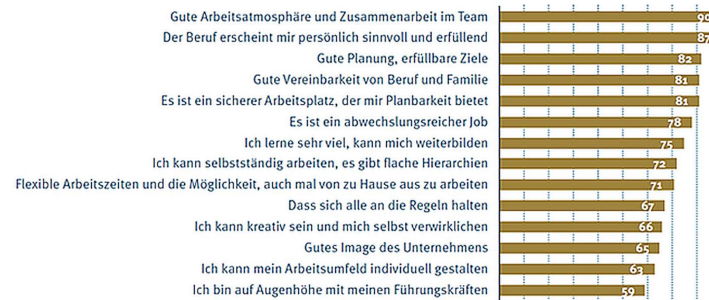 Gute Arbeitsatmosphäre und Zusammenarbeit im Team 90
Der Beruf erscheint mir persönlich sinnvoll und erfüllend 87
Gute Planung, erfüllbare Ziele 82
Gute Vereinbarkeit von Beruf und Familie 81
Es ist ein sicherer Arbeitsplatz, der mir Planbarkeit bietet 81
Es ist ein abwechslungsreicher Job 78
Ich lerne sehr viel, kann mich weiterbilden 75
Ich kann selbstständig arbeiten, es gibt flache Hierarchien 72
Flexible Arbeitszeiten und die Möglichkeit, auch mal von zu Hause aus zu arbeiten 71
Dass sich alle an die Regeln halten 67
Ich kann kreativ sein und mich selbst verwirklichen 66
Gutes Image des Unternehmens 65
Ich kann mein Arbeitsumfeld individuell gestalten 63
Ich bin auf Augenhöhe mit meinen Führungskräften 59